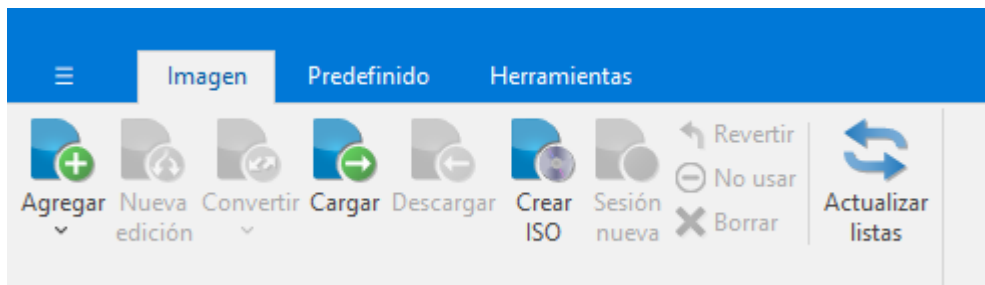 Imagen Predefinido Herramientas
Agregar
Nueva
edición
Convertir
Cargar
Descargar
Crear
ISO
Sesión
nueva
Revertir
No usar
Borrar
Actualizar
listas